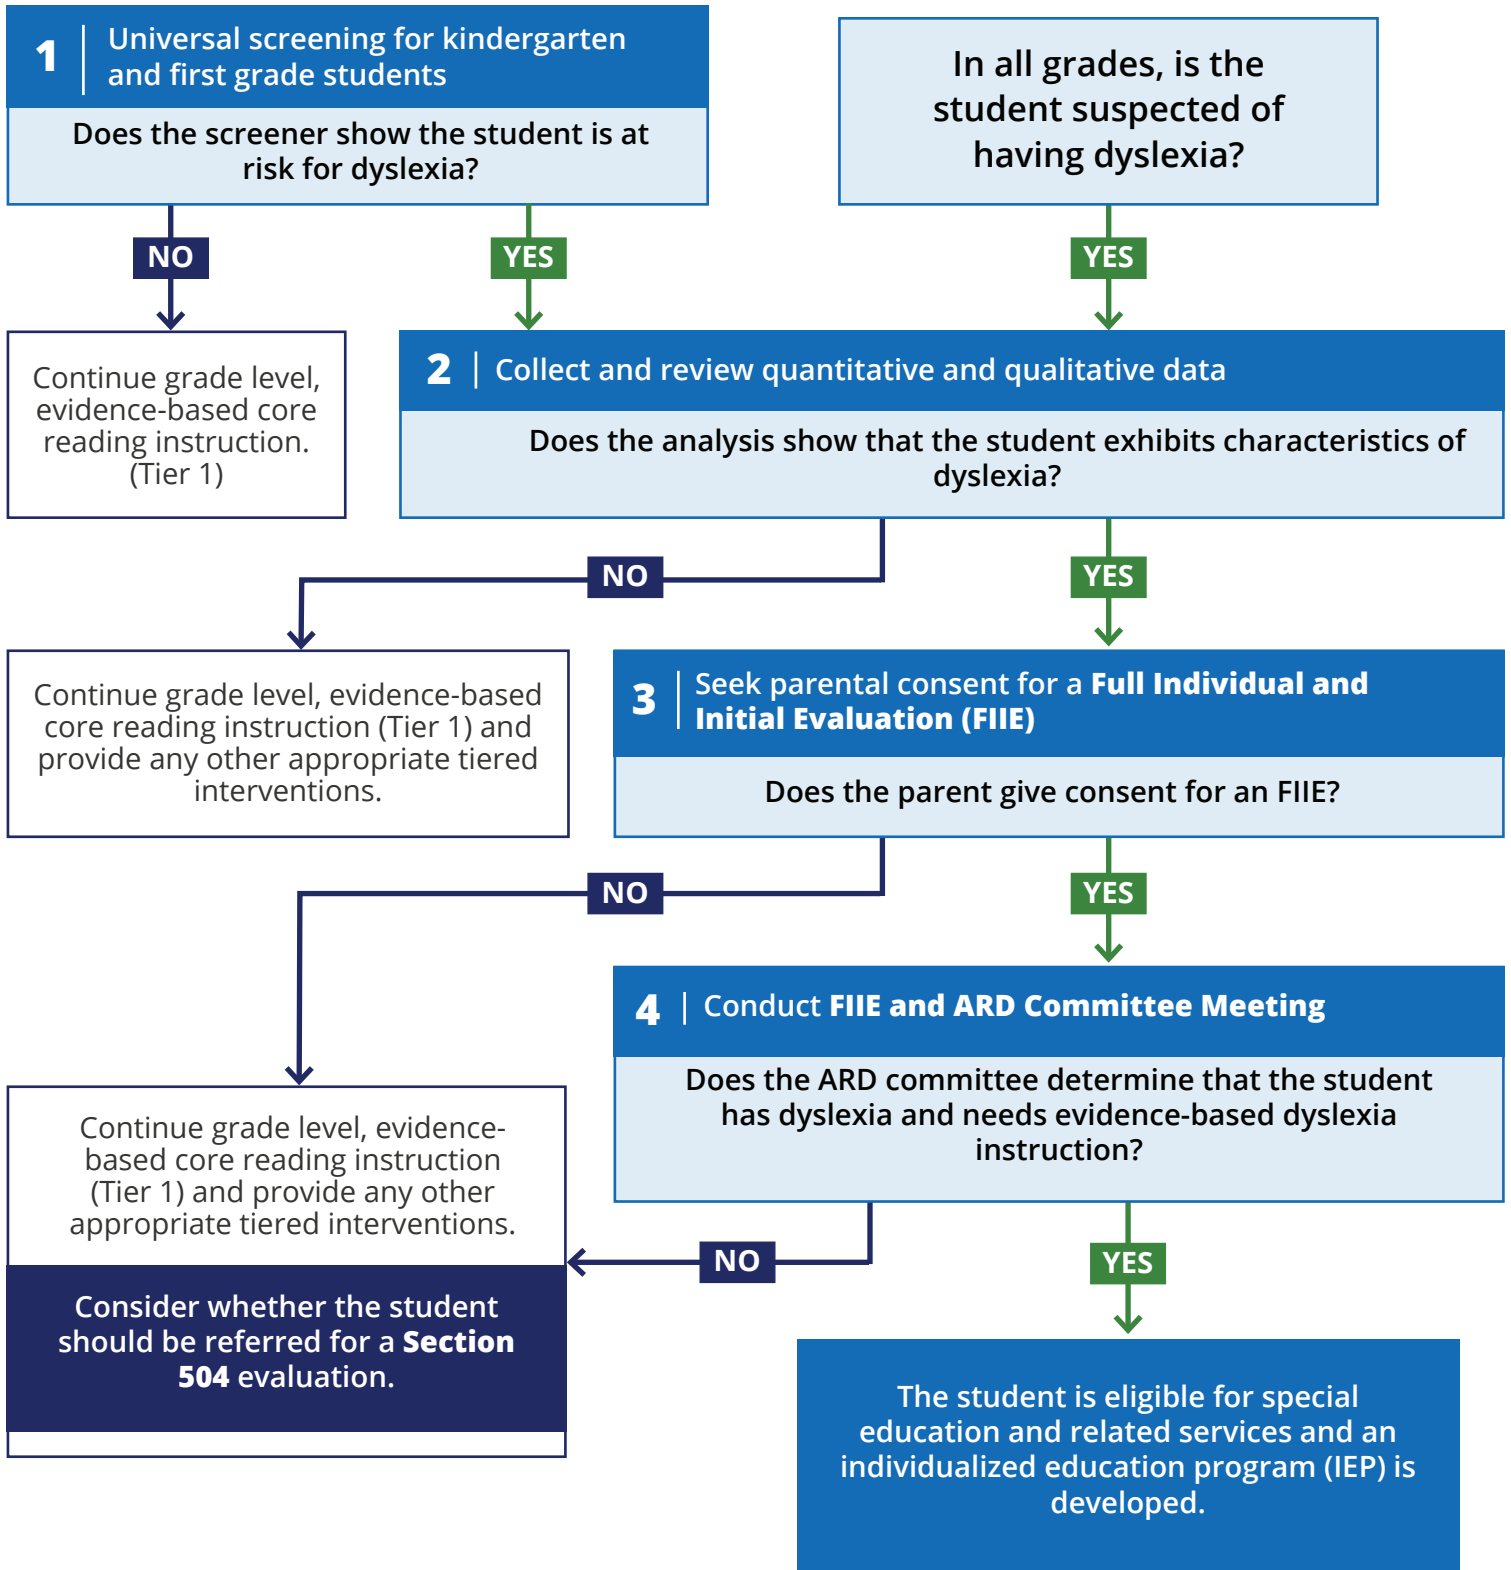 1
Universal screening for kindergarten
and first grade students
Does the screener show the student is at
risk for dyslexia?
In all grades, is the
student suspected of
having dyslexia?
NO
YES
YES
Continue grade level,
evidence-based core
reading instruction.
(Tier 1)
2
Collect and review quantitative and qualitative data
Does the analysis show that the student exhibits characteristics of
dyslexia?
NO
YES
Continue grade level, evidence-based
core reading instruction (Tier 1) and
provide any other appropriate tiered
interventions.
3
Seek parental consent for a Full Individual and
Initial Evaluation (FIIE)
Does the parent give consent for an FIIE?
NO
YES
4
Conduct FIIE and ARD Committee Meeting
Does the ARD committee determine that the student
has dyslexia and needs evidence-based dyslexia
instruction?
Continue grade level, evidence-
based core reading instruction
(Tier 1) and provide any other
appropriate tiered interventions.
NO
YES
Consider whether the student
should be referred for a Section
504 evaluation.
The student is eligible for special
education and related services and an
individualized education program (IEP) is
developed.